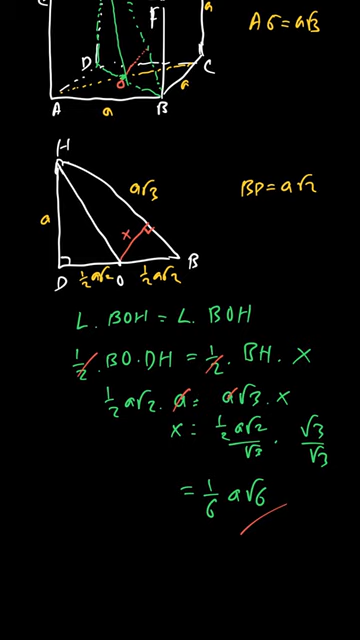 E
a
AG = a√3
D
C
O
a
A
B
a
H
a√3
BD = a√2
a
x
B
D
½a√2
O
½a√2
L. BOH = L. BOH
½ . BO . DH = ½ . BH . x
½a√2 . a = a√3 . x
x = ½a√2/√3 . √3/√3
= 1/6 a√6